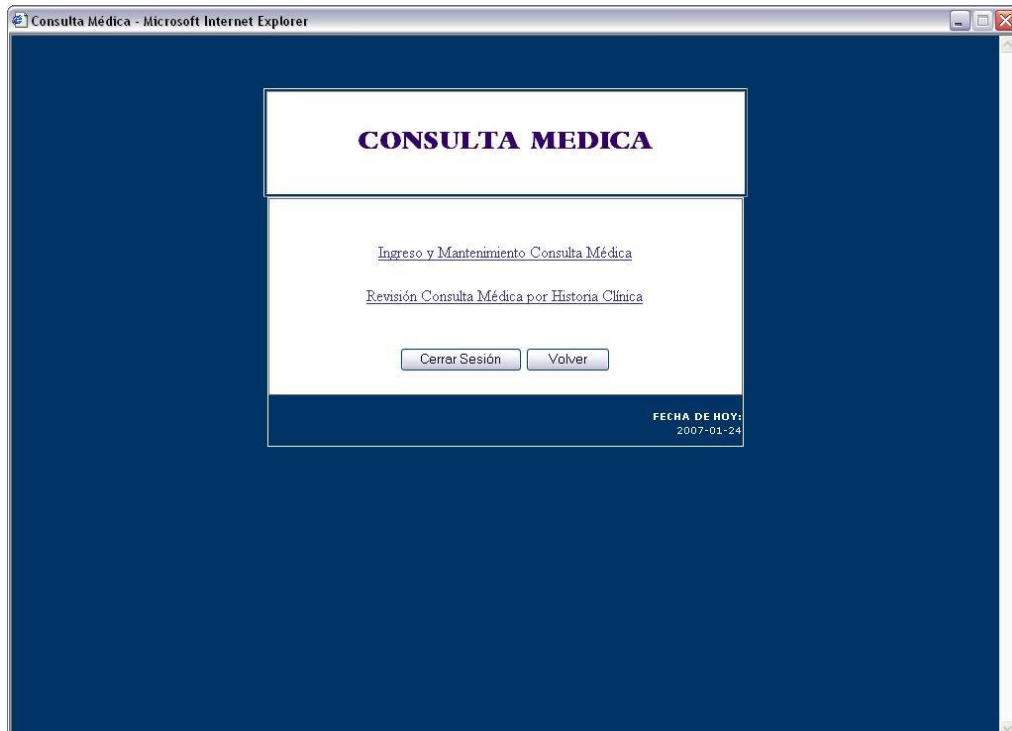 Consulta Médica - Microsoft Internet Explorer
CONSULTA MEDICA
Ingreso y Mantenimiento Consulta Médica
Revisión Consulta Médica por Historia Clínica
Cerrar Sesión Volver
FECHA DE HOY:
2007-01-24